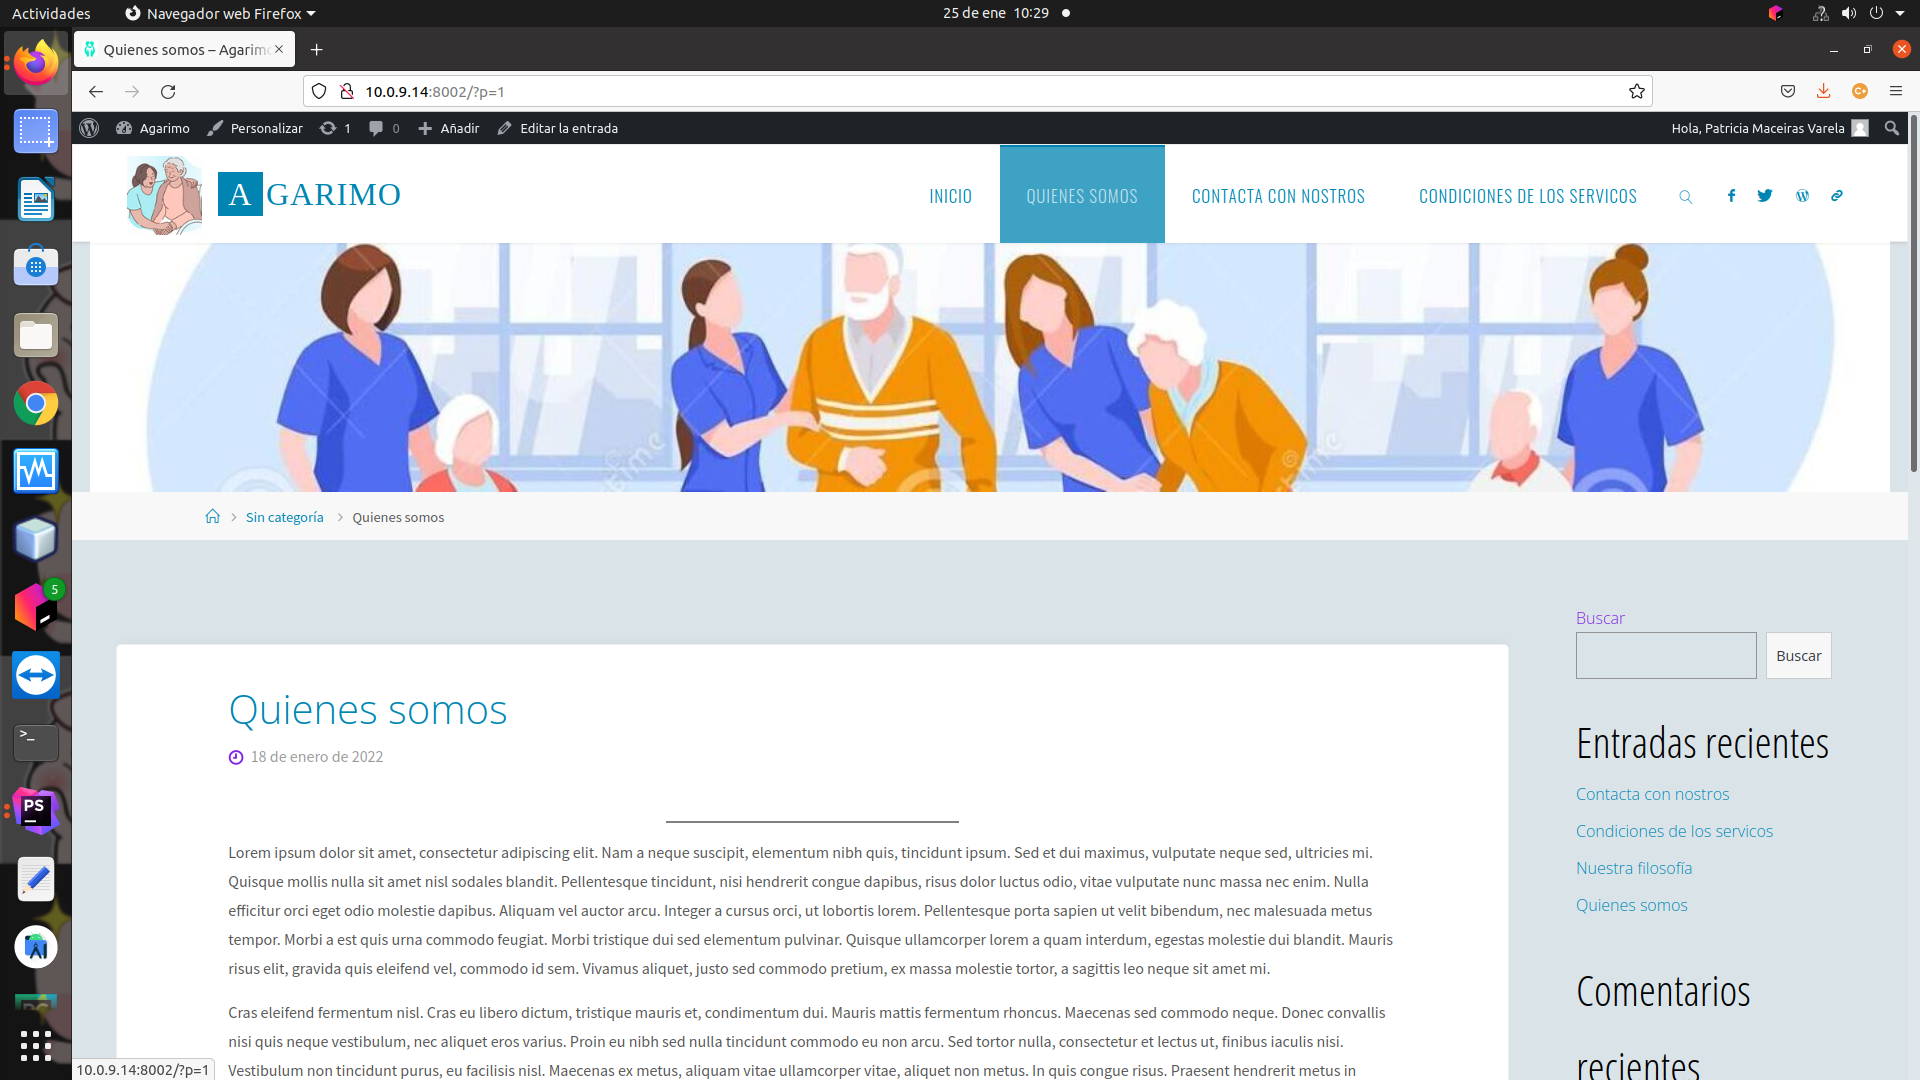 Actividades
Navegador web Firefox
25 de ene 10:29
Quienes somos – Agarimo
10.0.9.14:8002/?p=1
Agarimo
Personalizar
1
0
Añadir
Editar la entrada
Hola, Patricia Maceiras Varela
AGARIMO
INICIO
QUIENES SOMOS
CONTACTA CON NOSTROS
CONDICIONES DE LOS SERVICOS
Sin categoría
Quienes somos
Buscar
Buscar
Quienes somos
18 de enero de 2022
Lorem ipsum dolor sit amet, consectetur adipiscing elit. Nam a neque suscipit, elementum nibh quis, tincidunt ipsum. Sed et dui maximus, vulputate neque sed, ultricies mi.
Quisque mollis nulla sit amet nisl sodales blandit. Pellentesque tincidunt, nisi hendrerit congue dapibus, risus dolor luctus odio, vitae vulputate nunc massa nec enim. Nulla
efficitur orci eget odio molestie dapibus. Aliquam vel auctor arcu. Integer a cursus orci, ut lobortis lorem. Pellentesque porta sapien ut velit bibendum, nec malesuada metus
tempor. Morbi a est quis urna commodo feugiat. Morbi tristique dui sed elementum pulvinar. Quisque ullamcorper lorem a quam interdum, egestas molestie dui blandit. Mauris
risus elit, gravida quis eleifend vel, commodo id sem. Vivamus aliquet, justo sed commodo pretium, ex massa molestie tortor, a sagittis leo neque sit amet mi.
Cras eleifend fermentum nisl. Cras eu libero dictum, tristique mauris et, condimentum dui. Mauris mattis fermentum rhoncus. Maecenas sed commodo neque. Donec convallis
nisi quis neque vestibulum, nec aliquet eros varius. Proin eu nibh sed nulla tincidunt commodo eu non arcu. Sed tortor nulla, consectetur et lectus ut, finibus iaculis nisi.
Vestibulum non tincidunt purus, eu facilisis nisl. Maecenas ex metus, aliquam vitae ullamcorper vitae, aliquet non metus. In quis congue risus. Praesent hendrerit metus in
Entradas recientes
Contacta con nostros
Condiciones de los servicos
Nuestra filosofía
Quienes somos
Comentarios
recientes
5
PS
10.0.9.14:8002/?p=1